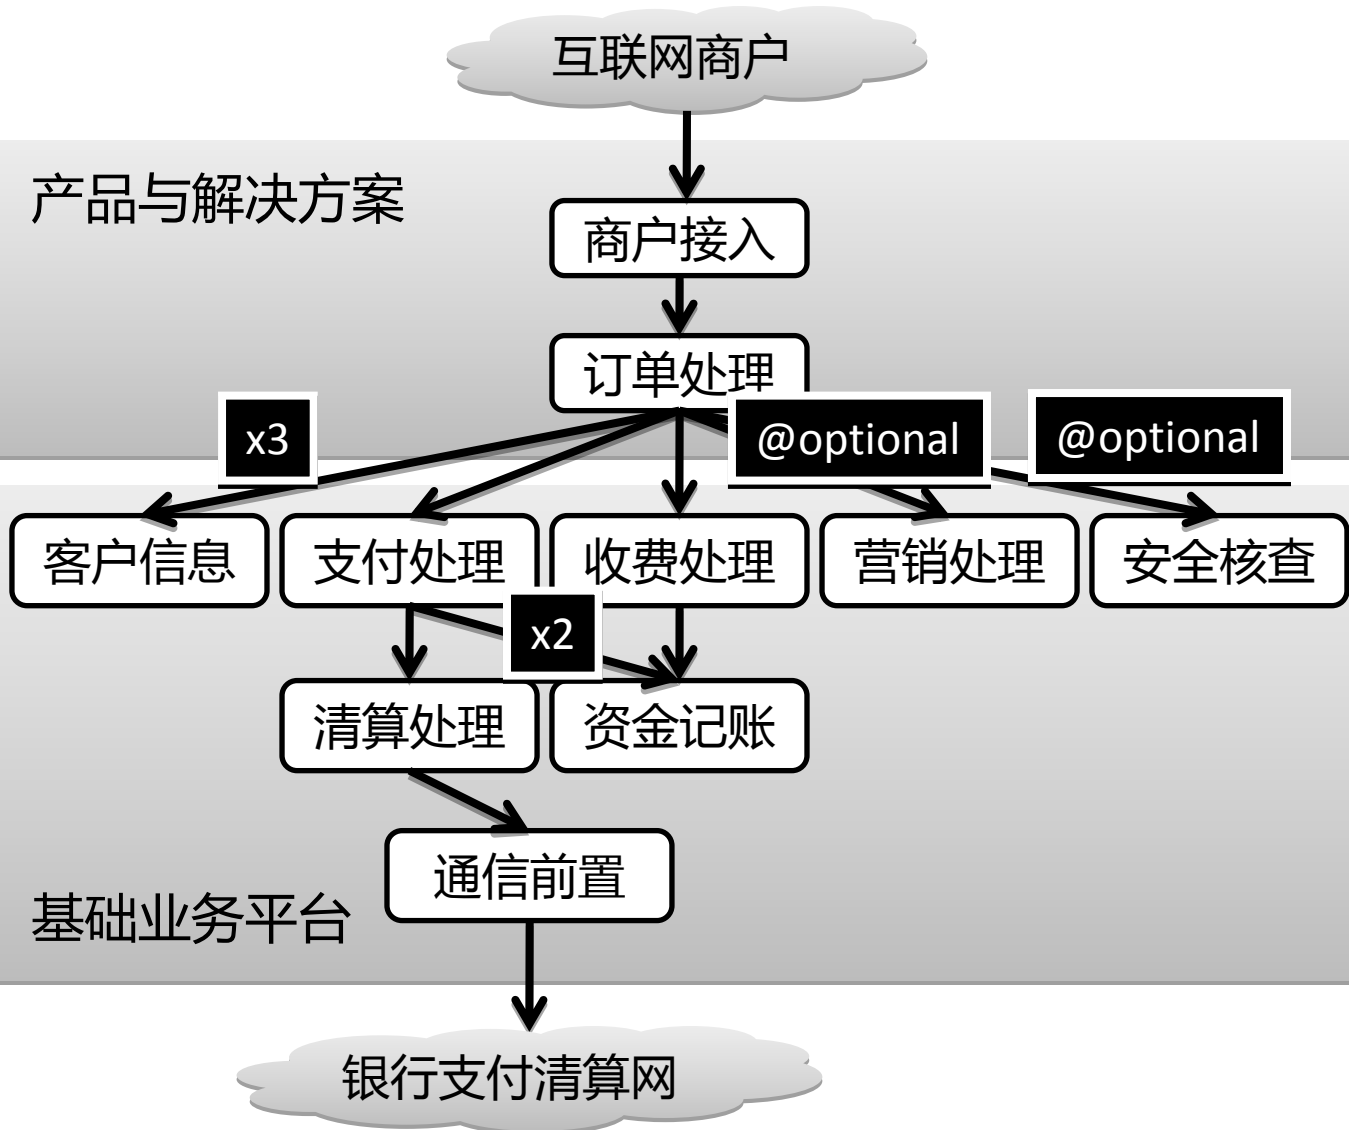 互联网商户
产品与解决方案
商户接入
订单处理
x3
@optional
@optional
客户信息
支付处理
收费处理
营销处理
安全核查
x2
清算处理
资金记账
通信前置
基础业务平台
银行支付清算网